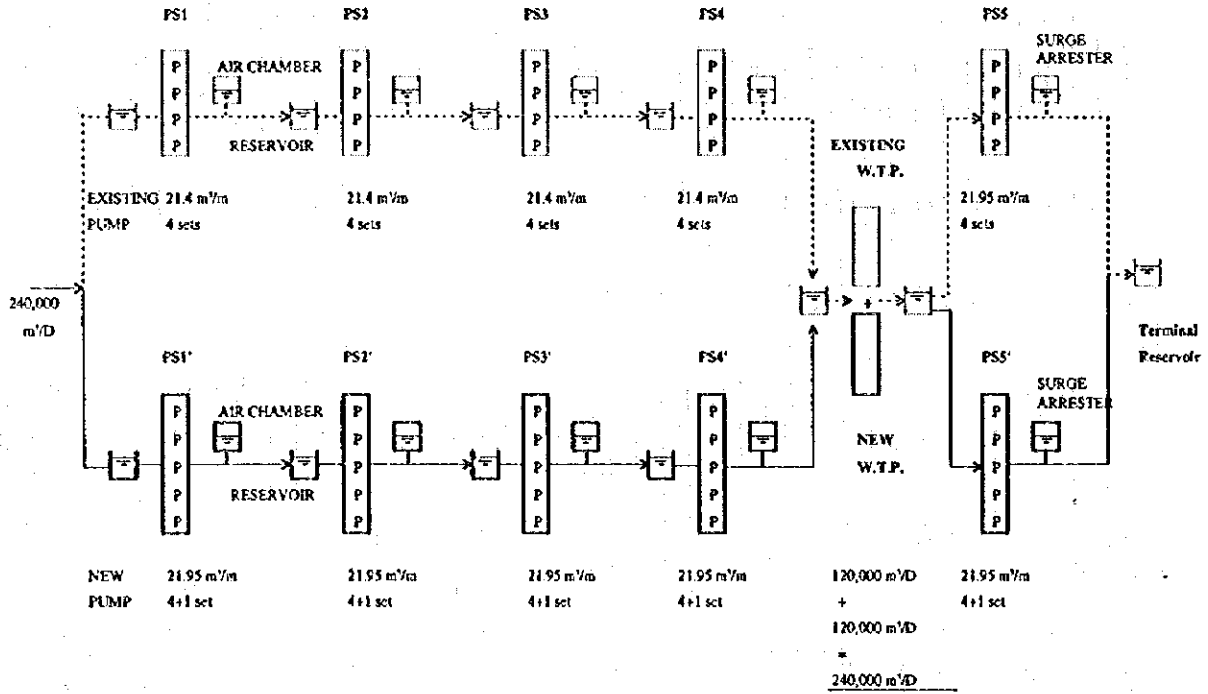 PS1 PS2 PS3 PS4 PS5
SURGE
ARRESTER
AIR CHAMBER
P P P P P
P P P P P
P P P P P
P P P P P
RESERVOIR
EXISTING
W.T.P.
EXISTING 21.4 m³/m 21.4 m³/m 21.4 m³/m 21.4 m³/m 21.95 m³/m
PUMP 4 sets 4 sets 4 sets 4 sets 4 sets
240,000
m³/D
+
Terminal
Reservoir
PS1' PS2' PS3' PS4' PS5'
SURGE
ARRESTER
AIR CHAMBER
P P P P P
P P P P P
P P P P P
P P P P P
P P P P P
RESERVOIR
NEW
W.T.P.
NEW 21.95 m³/m 21.95 m³/m 21.95 m³/m 21.95 m³/m 120,000 m³/D 21.95 m³/m
PUMP 4+1 set 4+1 set 4+1 set 4+1 set + 4+1 set
120,000 m³/D
=
240,000 m³/D